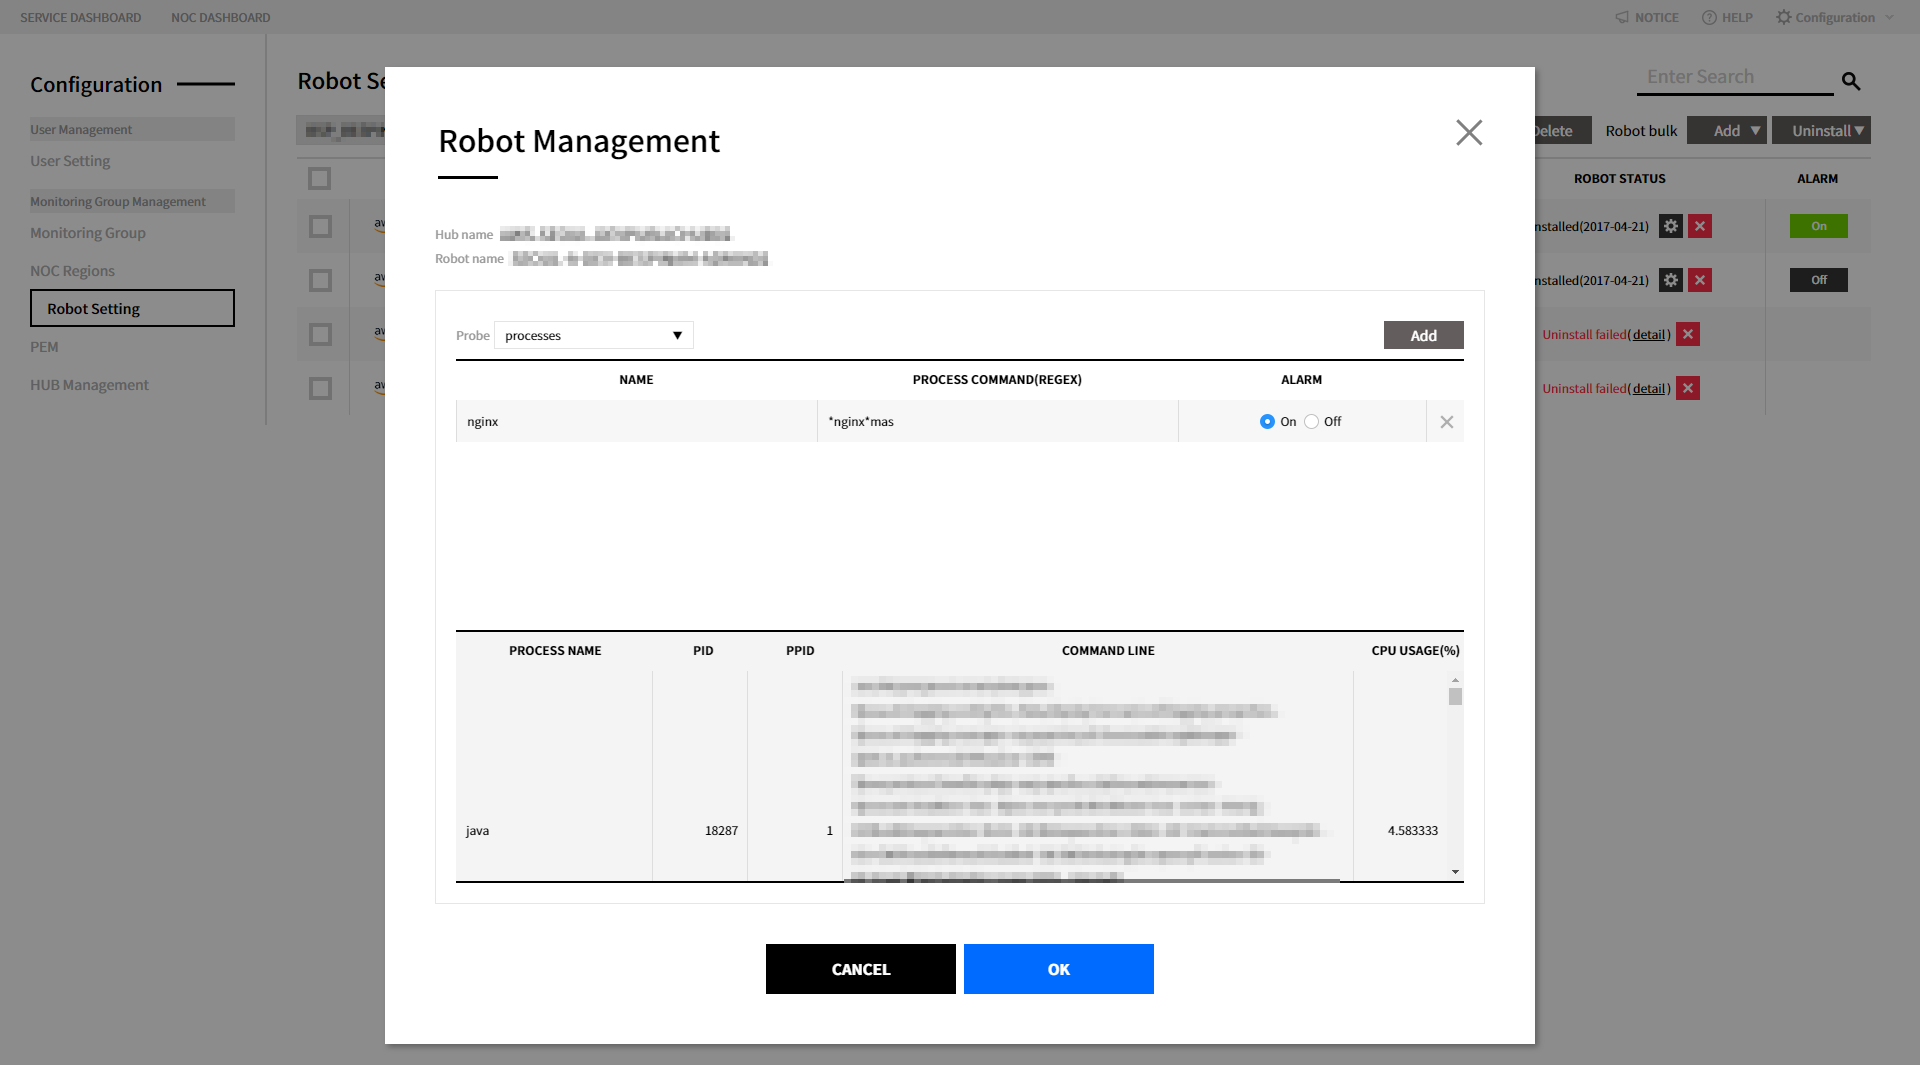 SERVICE DASHBOARD NOC DASHBOARD NOTICE HELP Configuration
Configuration
User Management
User Setting
Monitoring Group Management
Monitoring Group
NOC Regions
Robot Setting
PEM
HUB Management
Robot Se
Enter Search
Delete Robot bulk Add Uninstall
ROBOT STATUS ALARM
aw nstalled(2017-04-21) On
aw nstalled(2017-04-21) Off
aw Uninstall failed(detail)
aw Uninstall failed(detail)
Robot Management
Hub name
Robot name
Probe processes Add
NAME PROCESS COMMAND(REGEX) ALARM
nginx *nginx*mas On Off
PROCESS NAME PID PPID COMMAND LINE CPU USAGE(%)
java 18287 1 4.583333
CANCEL OK